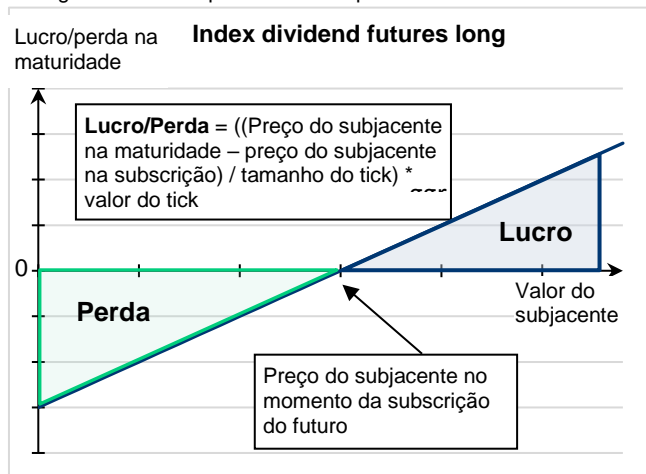 Lucro/perda na
maturidade
Index dividend futures long
Lucro/Perda = ((Preço do subjacente
na maturidade – preço do subjacente
na subscrição) / tamanho do tick) *
valor do tick
Lucro
0
Perda
Valor do
subjacente
Preço do subjacente no
momento da subscrição
do futuro